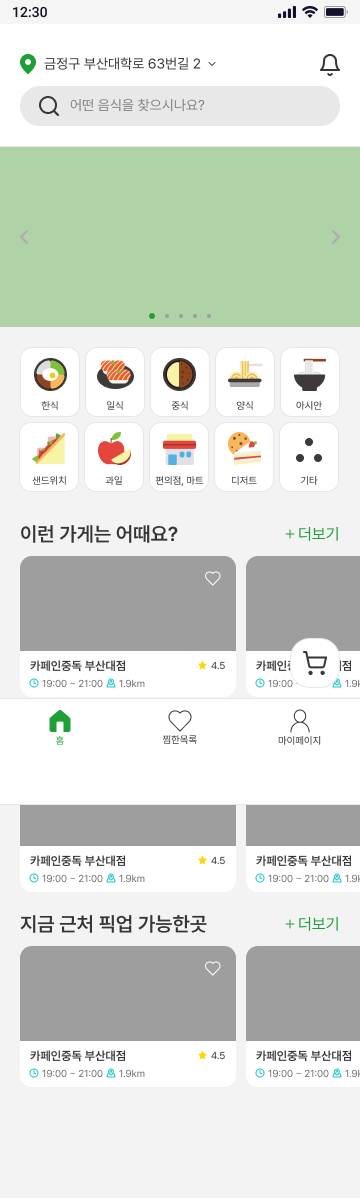 12:30
금정구 부산대학로 63번길 2
어떤 음식을 찾으시나요?
한식 일식 중식 양식 아시안
샌드위치 과일 편의점, 마트 디저트 기타
이런 가게는 어때요? +더보기
카페인중독 부산대점 4.5 카페인 점
19:00 ~ 21:00 1.9km 19:00 ~ 1.9k
홈 찜한목록 마이페이지
카페인중독 부산대점 4.5 카페인중독 부산대점
19:00 ~ 21:00 1.9km 19:00 ~ 21:00 1.9k
지금 근처 픽업 가능한곳 +더보기
카페인중독 부산대점 4.5 카페인중독 부산대점
19:00 ~ 21:00 1.9km 19:00 ~ 21:00 1.9k